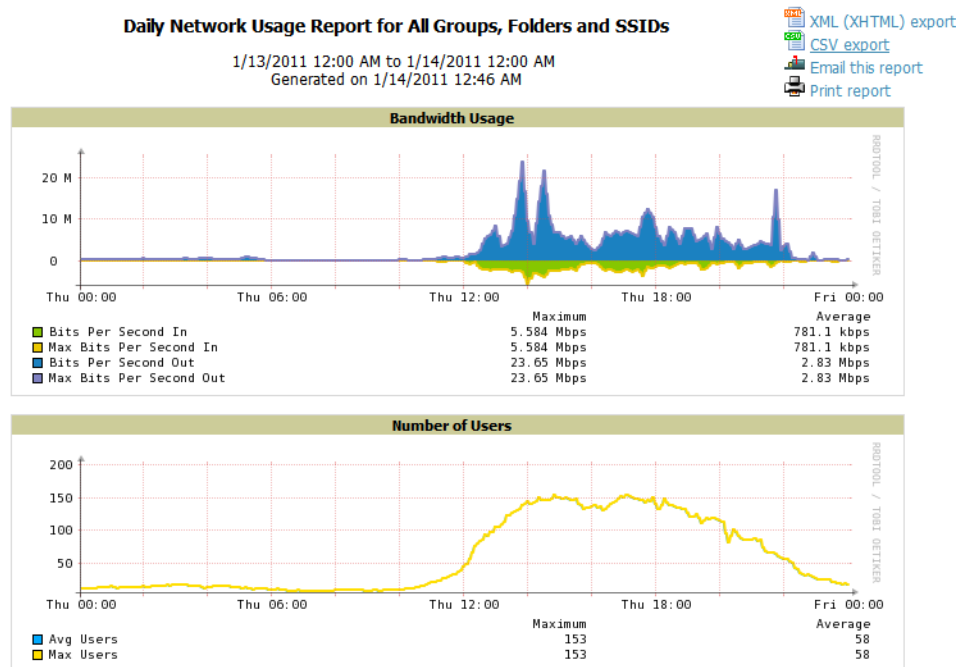 Daily Network Usage Report for All Groups, Folders and SSIDs
1/13/2011 12:00 AM to 1/14/2011 12:00 AM
Generated on 1/14/2011 12:46 AM
XML (XHTML) export
CSV export
Email this report
Print report
Bandwidth Usage
20 M
10 M
0
Thu 00:00 Thu 06:00 Thu 12:00 Thu 18:00 Fri 00:00
RRDTOOL / TOBI OETIKER
Maximum Average
Bits Per Second In 5.584 Mbps 781.1 kbps
Max Bits Per Second In 5.584 Mbps 781.1 kbps
Bits Per Second Out 23.65 Mbps 2.83 Mbps
Max Bits Per Second Out 23.65 Mbps 2.83 Mbps
Number of Users
200
150
100
50
Thu 00:00 Thu 06:00 Thu 12:00 Thu 18:00 Fri 00:00
RRDTOOL / TOBI OETIKER
Maximum Average
Avg Users 153 58
Max Users 153 58